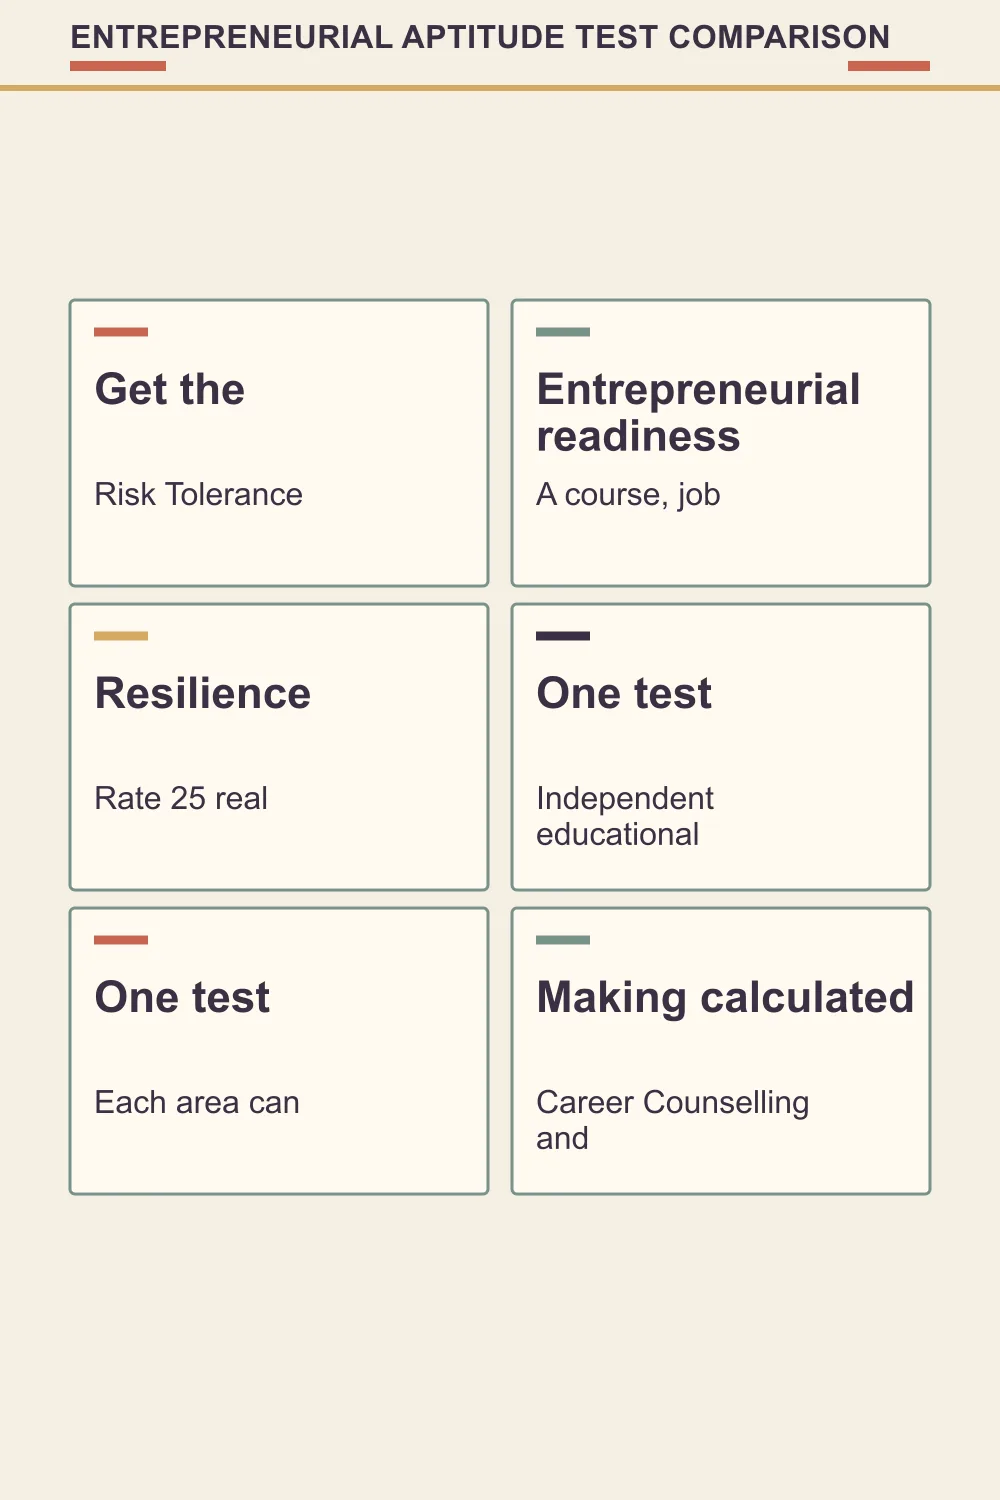 ENTREPRENEURIAL APTITUDE TEST COMPARISON
Get the
Risk Tolerance
Entrepreneurial
readiness
A course, job
Resilience
Rate 25 real
One test
Independent
educational
One test
Each area can
Making calculated
Career Counselling
and